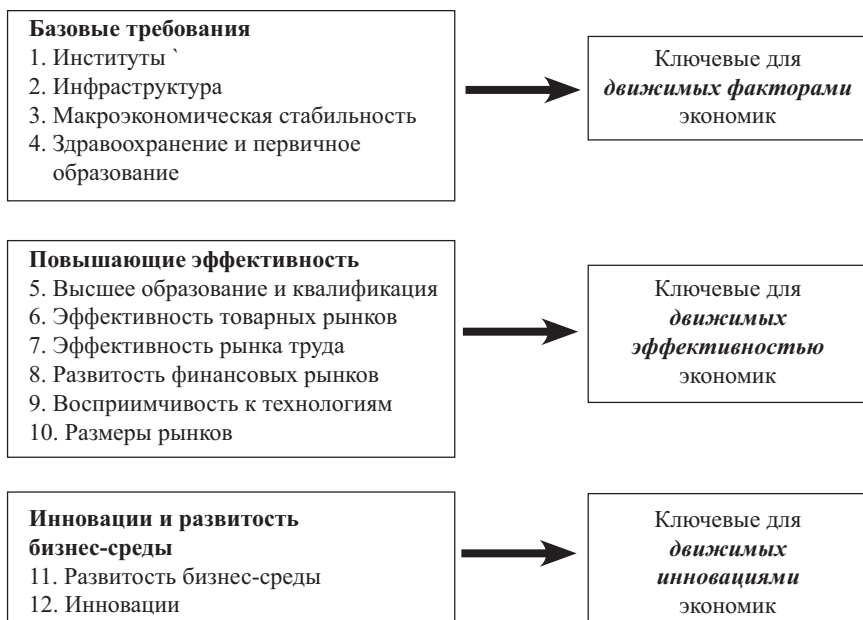 Базовые требования
1. Институты `
2. Инфраструктура
3. Макроэкономическая стабильность
4. Здравоохранение и первичное
образование
Ключевые для
движимых факторами
экономик
Повышающие эффективность
5. Высшее образование и квалификация
6. Эффективность товарных рынков
7. Эффективность рынка труда
8. Развитость финансовых рынков
9. Восприимчивость к технологиям
10. Размеры рынков
Ключевые для
движимых
эффективностью
экономик
Инновации и развитость
бизнес-среды
11. Развитость бизнес-среды
12. Инновации
Ключевые для
движимых
инновациями
экономик